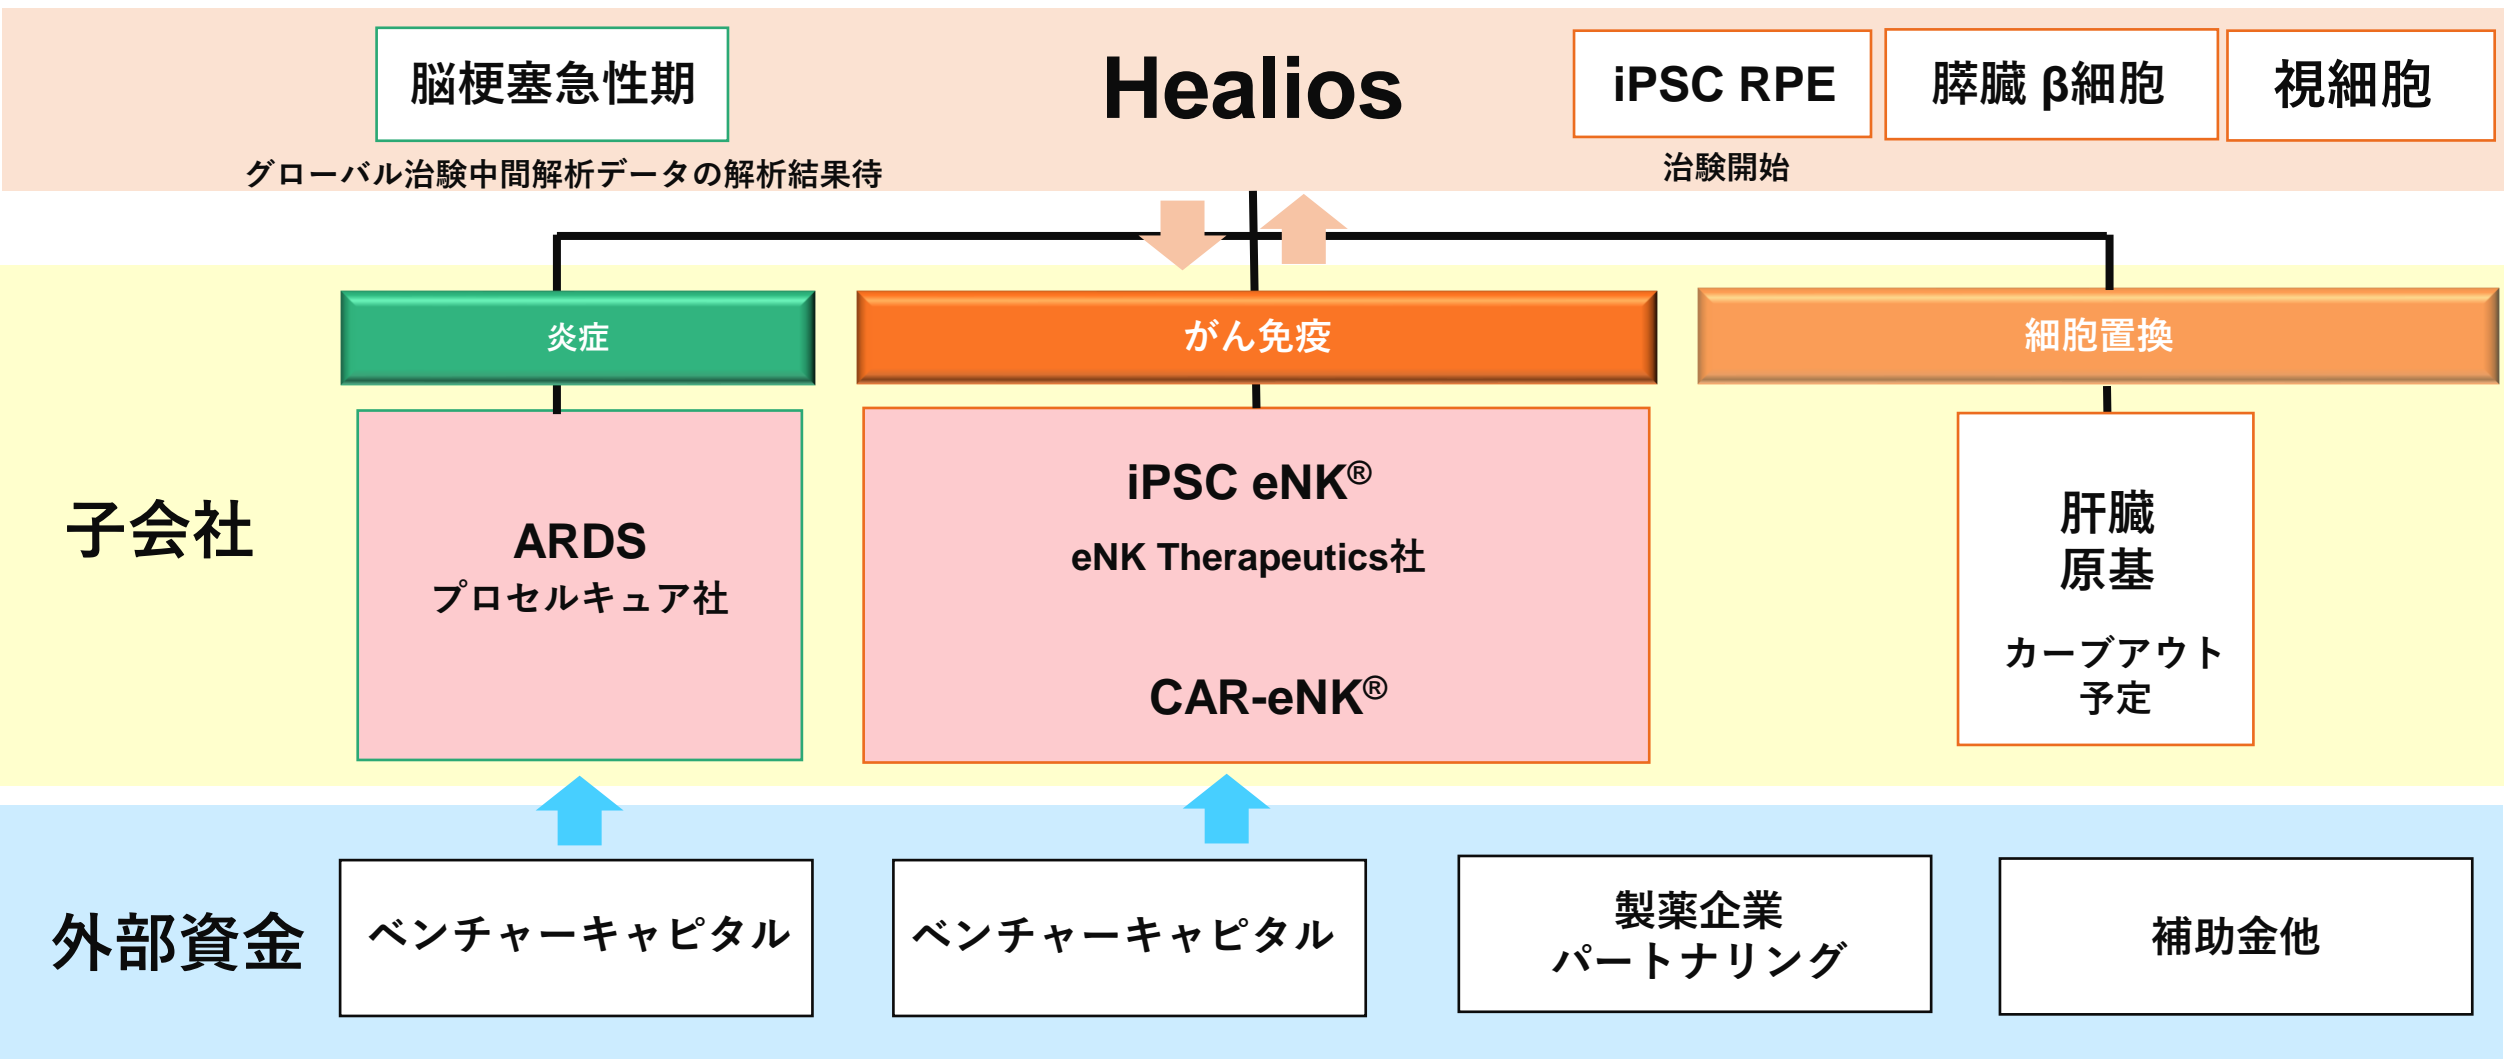 脳梗塞急性期
グローバル治験中間解析データの解析結果待
Healios
iPSC RPE
治験開始
膵臓 β細胞
視細胞
炎症
がん免疫
細胞置換
子会社
ARDS
プロセルキュア社
iPSC eNK®
eNK Therapeutics社
CAR-eNK®
肝臓
原基
カーブアウト
予定
外部資金
ベンチャーキャピタル
ベンチャーキャピタル
製薬企業
パートナリング
補助金他